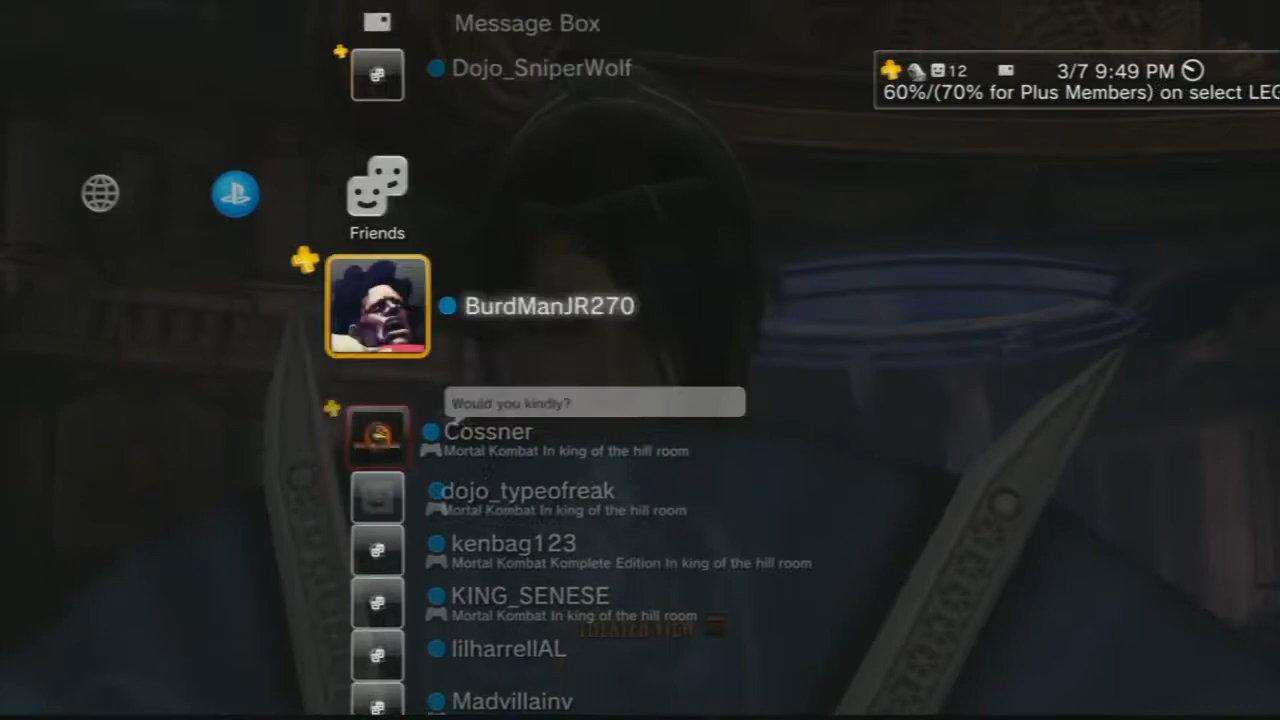 Message Box
Dojo_SniperWolf
12
3/7 9:49 PM
60%/(70% for Plus Members) on select LEG
Friends
BurdManJR270
Would you kindly?
Cossner
Mortal Kombat In king of the hill room
dojo_typeofreak
Mortal Kombat In king of the hill room
kenbag123
Mortal Kombat Komplete Edition In king of the hill room
KING_SENESE
Mortal Kombat In king of the hill room
THEATER VIEW
lilharrellAL
Madvillainv